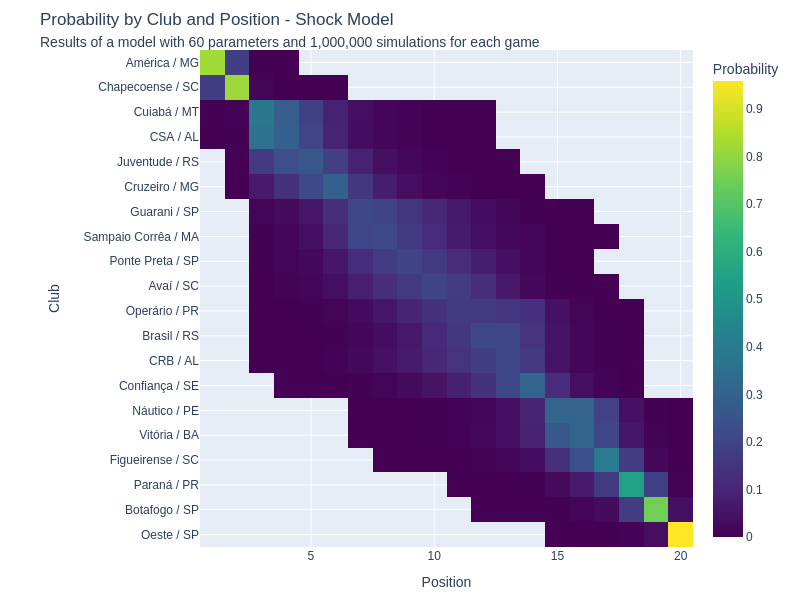 Probability by Club and Position - Shock Model
Results of a model with 60 parameters and 1,000,000 simulations for each game
Probability
América / MG
Chapecoense / SC
Cuiabá / MT
CSA / AL
Juventude / RS
Cruzeiro / MG
Guarani / SP
Sampaio Corrêa / MA
Ponte Preta / SP
Avaí / SC
Operário / PR
Brasil / RS
CRB / AL
Confiança / SE
Náutico / PE
Vitória / BA
Figueirense / SC
Paraná / PR
Botafogo / SP
Oeste / SP
Club
5
10
15
20
Position
0.9
0.8
0.7
0.6
0.5
0.4
0.3
0.2
0.1
0